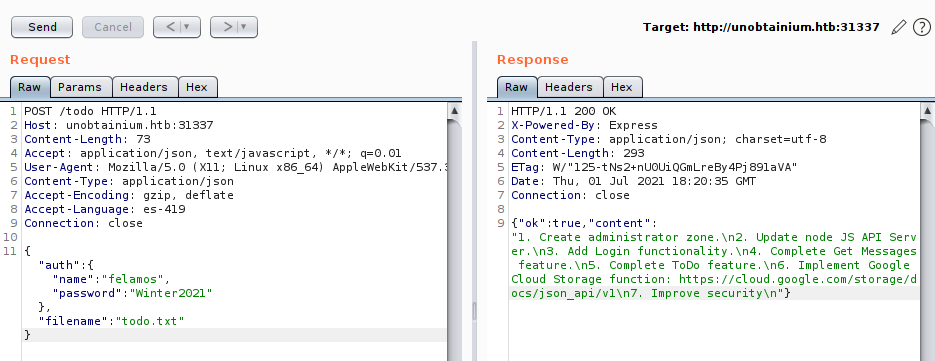 Send Cancel < > Target: http://unobtainium.htb:31337
Request
Raw Params Headers Hex
1 POST /todo HTTP/1.1
2 Host: unobtainium.htb:31337
3 Content-Length: 73
4 Accept: application/json, text/javascript, */*; q=0.01
5 User-Agent: Mozilla/5.0 (X11; Linux x86_64) AppleWebKit/537.3
6 Content-Type: application/json
7 Accept-Encoding: gzip, deflate
8 Accept-Language: es-419
9 Connection: close
10
11 {
"auth":{
"name":"felamos",
"password":"Winter2021"
},
"filename":"todo.txt"
}
Response
Raw Headers Hex
1 HTTP/1.1 200 OK
2 X-Powered-By: Express
3 Content-Type: application/json; charset=utf-8
4 Content-Length: 293
5 ETag: W/"125-tNs2+nU0UiQGmLreBy4Pj89laVA"
6 Date: Thu, 01 Jul 2021 18:20:35 GMT
7 Connection: close
8
9 {"ok":true,"content":
"1. Create administrator zone.\n2. Update node JS API Serv
er.\n3. Add Login functionality.\n4. Complete Get Messages
feature.\n5. Complete ToDo feature.\n6. Implement Google
Cloud Storage function: https://cloud.google.com/storage/d
ocs/json_api/v1\n7. Improve security\n"}